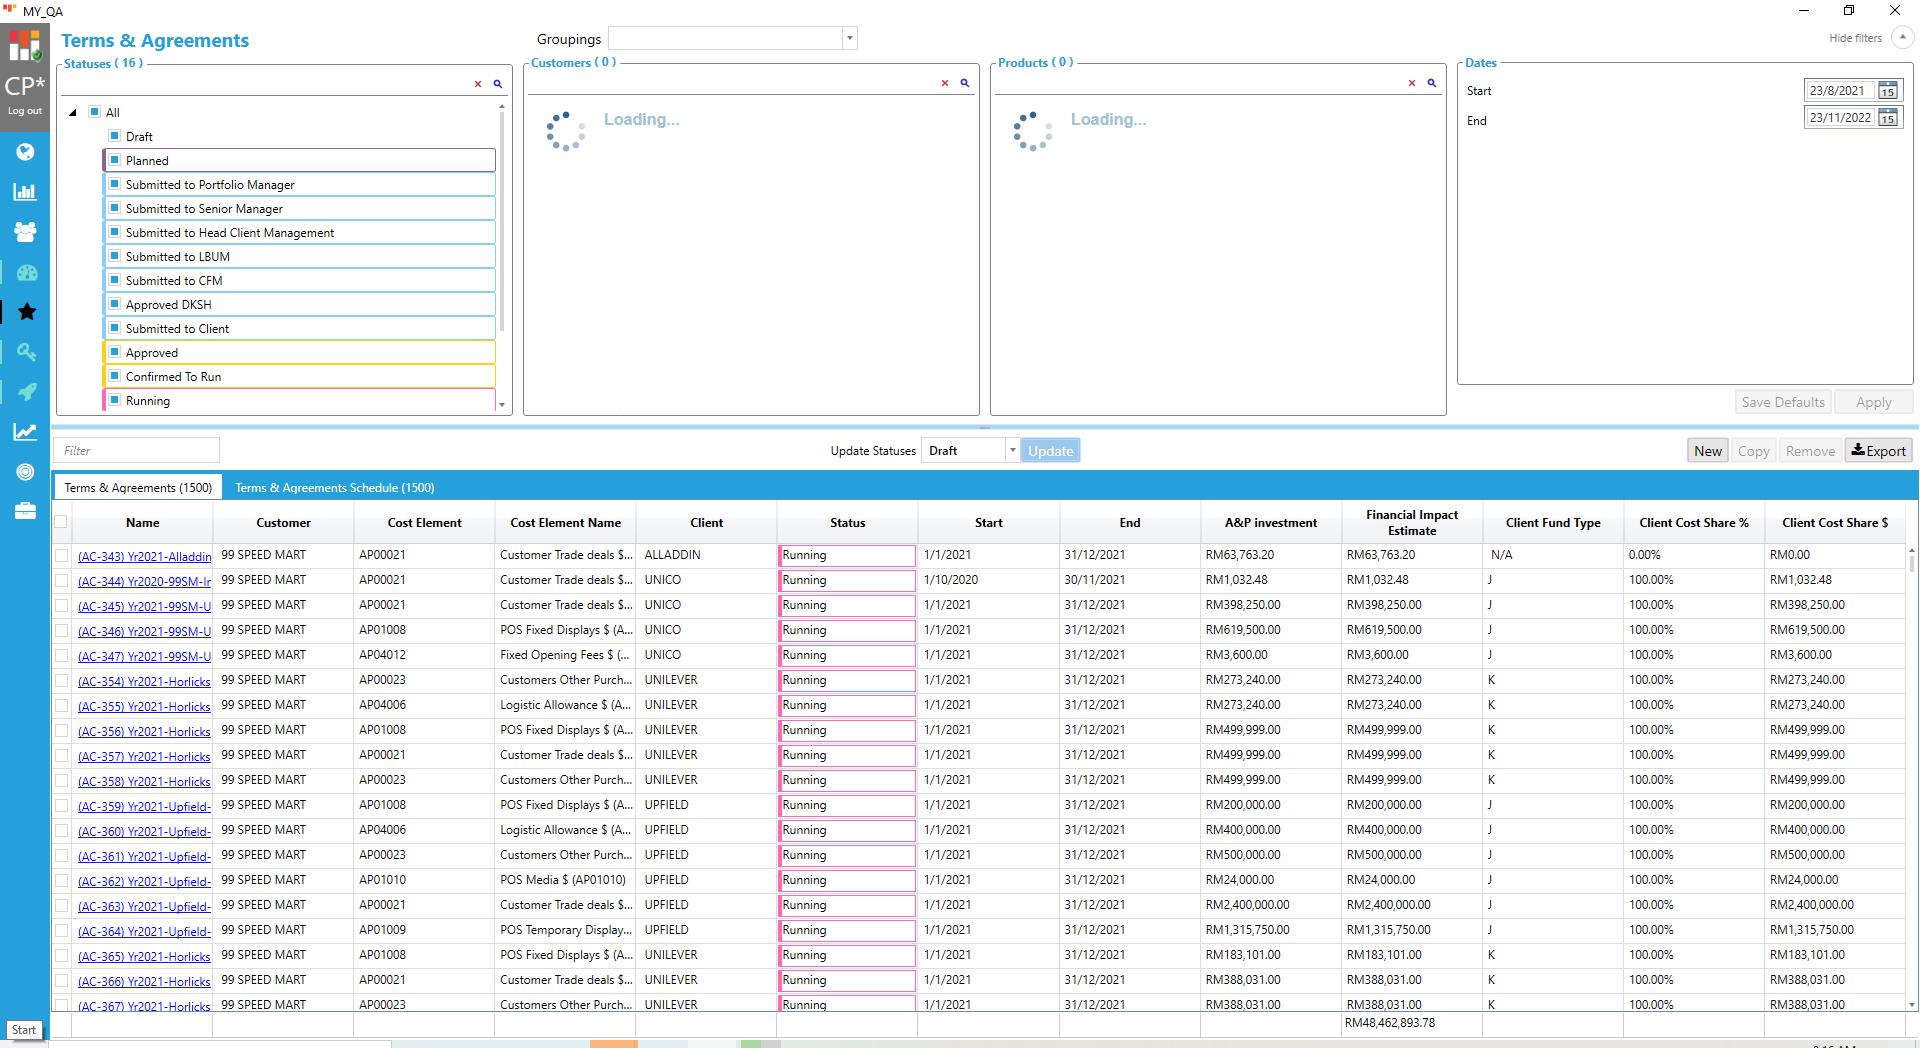 MY_QA
Terms & Agreements
Groupings
Hide filters
CP*
Log out
Statuses ( 16 )
All
Draft
Planned
Submitted to Portfolio Manager
Submitted to Senior Manager
Submitted to Head Client Management
Submitted to LBUM
Submitted to CFM
Approved DKSH
Submitted to Client
Approved
Confirmed To Run
Running
Customers ( 0 )
Loading...
Products ( 0 )
Loading...
Dates
Start 23/8/2021 15
End 23/11/2022 15
Save Defaults Apply
Filter Update Statuses Draft Update New Copy Remove Export
Terms & Agreements (1500) Terms & Agreements Schedule (1500)
Name Customer Cost Element Cost Element Name Client Status Start End A&P investment Financial Impact Estimate Client Fund Type Client Cost Share % Client Cost Share $
(AC-343) Yr2021-Alladdin 99 SPEED MART AP00021 Customer Trade deals $... ALLADDIN Running 1/1/2021 31/12/2021 RM63,763.20 RM63,763.20 N/A 0.00% RM0.00
(AC-344) Yr2020-99SM-Ir 99 SPEED MART AP00021 Customer Trade deals $... UNICO Running 1/10/2020 30/11/2021 RM1,032.48 RM1,032.48 J 100.00% RM1,032.48
(AC-345) Yr2021-99SM-U 99 SPEED MART AP00021 Customer Trade deals $... UNICO Running 1/1/2021 31/12/2021 RM398,250.00 RM398,250.00 J 100.00% RM398,250.00
(AC-346) Yr2021-99SM-U 99 SPEED MART AP01008 POS Fixed Displays $ (A... UNICO Running 1/1/2021 31/12/2021 RM619,500.00 RM619,500.00 J 100.00% RM619,500.00
(AC-347) Yr2021-99SM-U 99 SPEED MART AP04012 Fixed Opening Fees $ (... UNICO Running 1/1/2021 31/12/2021 RM3,600.00 RM3,600.00 J 100.00% RM3,600.00
(AC-354) Yr2021-Horlicks 99 SPEED MART AP00023 Customers Other Purch... UNILEVER Running 1/1/2021 31/12/2021 RM273,240.00 RM273,240.00 K 100.00% RM273,240.00
(AC-355) Yr2021-Horlicks 99 SPEED MART AP04006 Logistic Allowance $ (A... UNILEVER Running 1/1/2021 31/12/2021 RM273,240.00 RM273,240.00 K 100.00% RM273,240.00
(AC-356) Yr2021-Horlicks 99 SPEED MART AP01008 POS Fixed Displays $ (A... UNILEVER Running 1/1/2021 31/12/2021 RM499,999.00 RM499,999.00 K 100.00% RM499,999.00
(AC-357) Yr2021-Horlicks 99 SPEED MART AP00021 Customer Trade deals $... UNILEVER Running 1/1/2021 31/12/2021 RM499,999.00 RM499,999.00 K 100.00% RM499,999.00
(AC-358) Yr2021-Horlicks 99 SPEED MART AP00023 Customers Other Purch... UNILEVER Running 1/1/2021 31/12/2021 RM499,999.00 RM499,999.00 K 100.00% RM499,999.00
(AC-359) Yr2021-Upfield- 99 SPEED MART AP01008 POS Fixed Displays $ (A... UPFIELD Running 1/1/2021 31/12/2021 RM200,000.00 RM200,000.00 J 100.00% RM200,000.00
(AC-360) Yr2021-Upfield- 99 SPEED MART AP04006 Logistic Allowance $ (A... UPFIELD Running 1/1/2021 31/12/2021 RM400,000.00 RM400,000.00 J 100.00% RM400,000.00
(AC-361) Yr2021-Upfield- 99 SPEED MART AP00023 Customers Other Purch... UPFIELD Running 1/1/2021 31/12/2021 RM500,000.00 RM500,000.00 J 100.00% RM500,000.00
(AC-362) Yr2021-Upfield- 99 SPEED MART AP01010 POS Media $ (AP01010) UPFIELD Running 1/1/2021 31/12/2021 RM24,000.00 RM24,000.00 J 100.00% RM24,000.00
(AC-363) Yr2021-Upfield- 99 SPEED MART AP00021 Customer Trade deals $... UPFIELD Running 1/1/2021 31/12/2021 RM2,400,000.00 RM2,400,000.00 J 100.00% RM2,400,000.00
(AC-364) Yr2021-Upfield- 99 SPEED MART AP01009 POS Temporary Display... UPFIELD Running 1/1/2021 31/12/2021 RM1,315,750.00 RM1,315,750.00 J 100.00% RM1,315,750.00
(AC-365) Yr2021-Horlicks 99 SPEED MART AP01008 POS Fixed Displays $ (A... UNILEVER Running 1/1/2021 31/12/2021 RM183,101.00 RM183,101.00 K 100.00% RM183,101.00
(AC-366) Yr2021-Horlicks 99 SPEED MART AP00021 Customer Trade deals $... UNILEVER Running 1/1/2021 31/12/2021 RM388,031.00 RM388,031.00 K 100.00% RM388,031.00
(AC-367) Yr2021-Horlicks 99 SPEED MART AP00023 Customers Other Purch... UNILEVER Running 1/1/2021 31/12/2021 RM388,031.00 RM388,031.00 K 100.00% RM388,031.00
RM48,462,893.78
Start